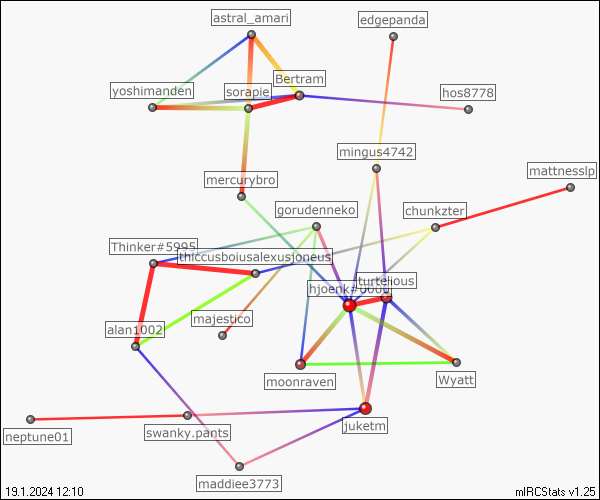 astral_amari
edgepanda
Bertram
yoshimanden
sorapie
hos8778
mingus4742
mattnesslp
mercurybro
gorudenneko
chunkzter
Thinker#5995
thiccusboiusalexusjoneus
turtelious
hjoenk#0000
majestico
alan1002
moonraven
Wyatt
juketm
neptune01
swanky.pants
maddiee3773
19.1.2024 12:10
mIRCStats v1.25